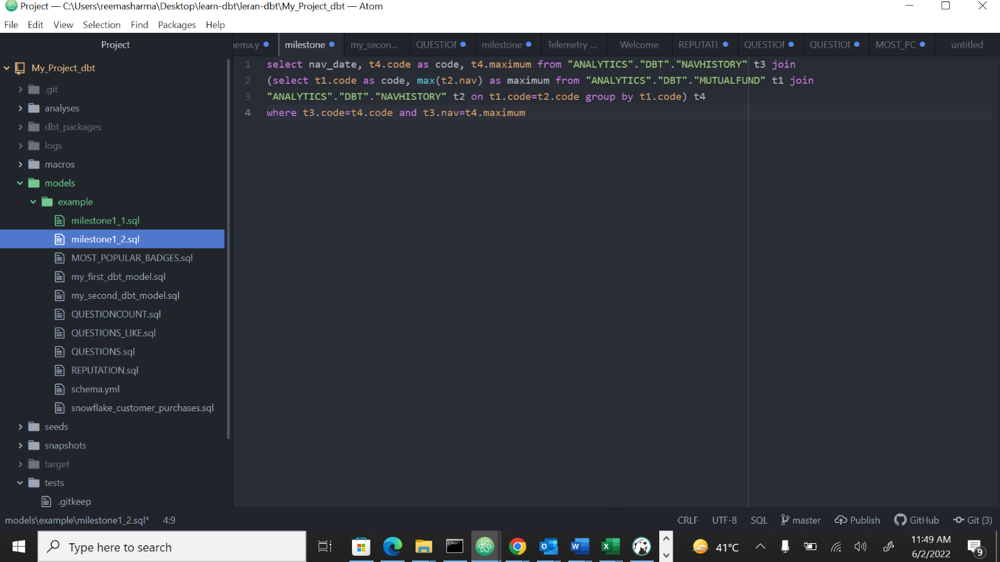 Project — C:\Users\reemasharma\Desktop\learn-dbt\leran-dbt\My_Project_dbt — Atom
File Edit View Selection Find Packages Help
Project
ema.y milestone my_secon... QUESTION milestone Telemetry ... Welcome REPUTATI. QUESTION QUESTION MOST_PC untitled
My_Project_dbt
.git
analyses
dbt_packages
logs
macros
models
example
milestone1_1.sql
milestone1_2.sql
MOST_POPULAR_BADGES.sql
my_first_dbt_model.sql
my_second_dbt_model.sql
QUESTIONCOUNT.sql
QUESTIONS_LIKE.sql
QUESTIONS.sql
REPUTATION.sql
schema.yml
snowflake_customer_purchases.sql
seeds
snapshots
target
tests
.gitkeep
1 select nav_date, t4.code as code, t4.maximum from "ANALYTICS"."DBT"."NAVHISTORY" t3 join
2 (select t1.code as code, max(t2.nav) as maximum from "ANALYTICS"."DBT"."MUTUALFUND" t1 join
3 "ANALYTICS"."DBT"."NAVHISTORY" t2 on t1.code=t2.code group by t1.code) t4
4 where t3.code=t4.code and t3.nav=t4.maximum
models\example\milestone1_2.sql* 4:9 CRLF UTF-8 SQL master Publish GitHub Git (3)
Type here to search
41°C
11:49 AM
6/2/2022
9